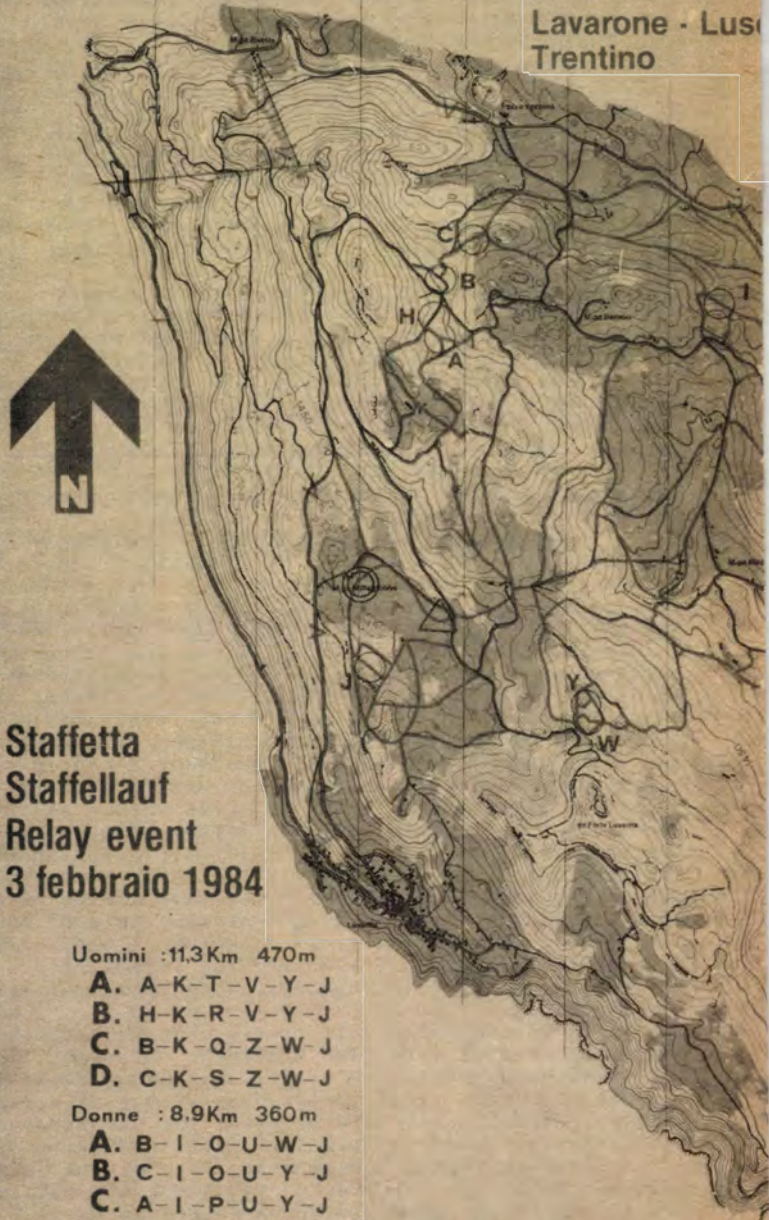 Lavarone - Lus
Trentino
C
B
H
I
A
N
J
Y
W
Staffetta
Staffellauf
Relay event
3 febbraio 1984
Uomini :11,3Km 470m
A. A-K-T-V-Y-J
B. H-K-R-V-Y-J
C. B-K-Q-Z-W-J
D. C-K-S-Z-W-J
Donne :8,9Km 360m
A. B-I-O-U-W-J
B. C-I-O-U-Y-J
C. A-I-P-U-Y-J